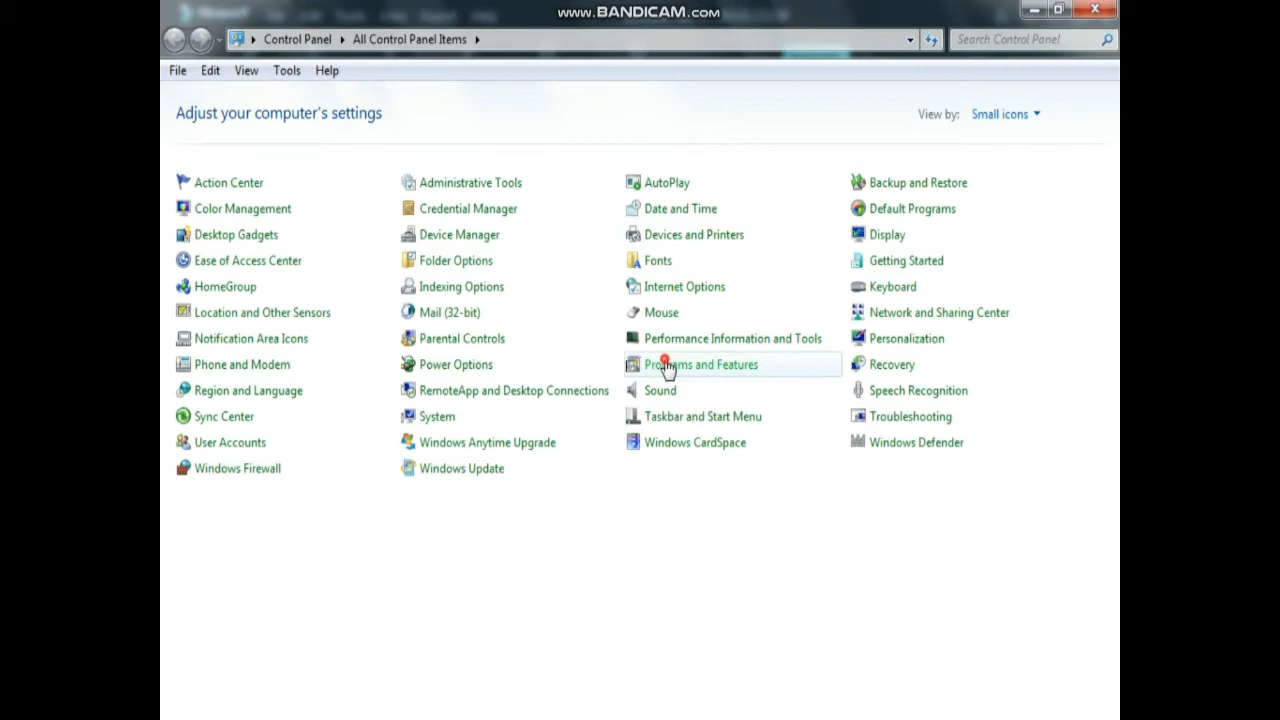 www.BANDICAM.com
Control Panel All Control Panel Items Search Control Panel
File Edit View Tools Help
Adjust your computer's settings View by: Small icons
Action Center Administrative Tools AutoPlay Backup and Restore
Color Management Credential Manager Date and Time Default Programs
Desktop Gadgets Device Manager Devices and Printers Display
Ease of Access Center Folder Options Fonts Getting Started
HomeGroup Indexing Options Internet Options Keyboard
Location and Other Sensors Mail (32-bit) Mouse Network and Sharing Center
Notification Area Icons Parental Controls Performance Information and Tools Personalization
Phone and Modem Power Options Programs and Features Recovery
Region and Language RemoteApp and Desktop Connections Sound Speech Recognition
Sync Center System Taskbar and Start Menu Troubleshooting
User Accounts Windows Anytime Upgrade Windows CardSpace Windows Defender
Windows Firewall Windows Update